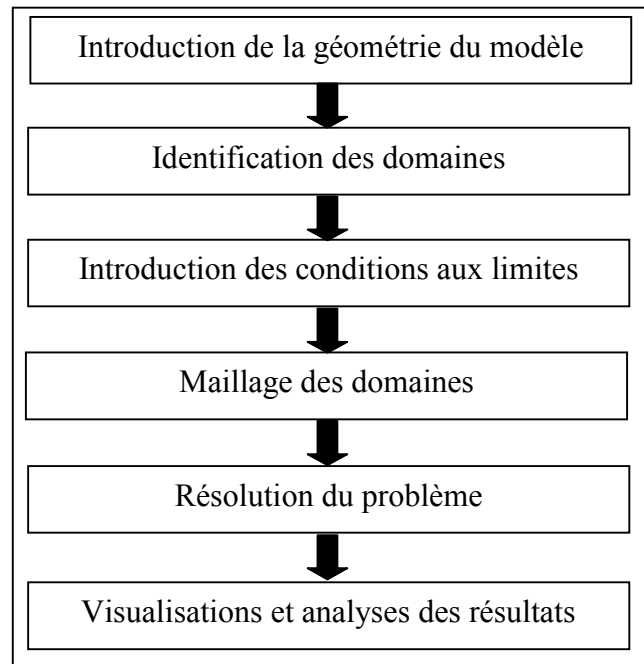 Introduction de la géométrie du modèle
Identification des domaines
Introduction des conditions aux limites
Maillage des domaines
Résolution du problème
Visualisations et analyses des résultats